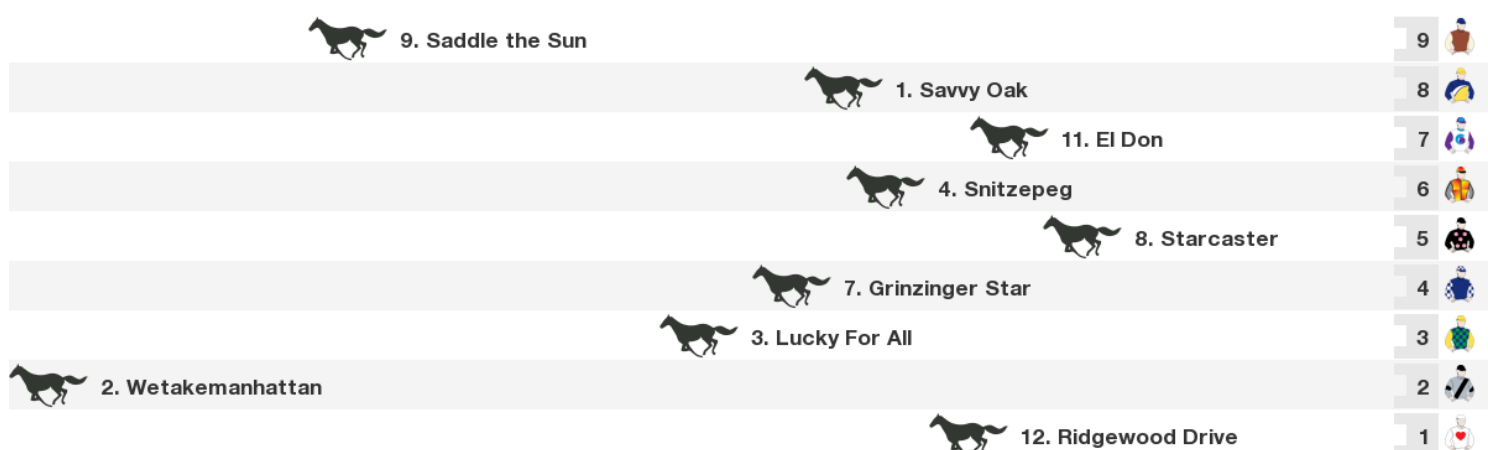 9. Saddle the Sun 9
1. Savvy Oak 8
11. El Don 7
4. Snitzepeg 6
8. Starcaster 5
7. Grinzinger Star 4
3. Lucky For All 3
2. Wetakemanhattan 2
12. Ridgewood Drive 1